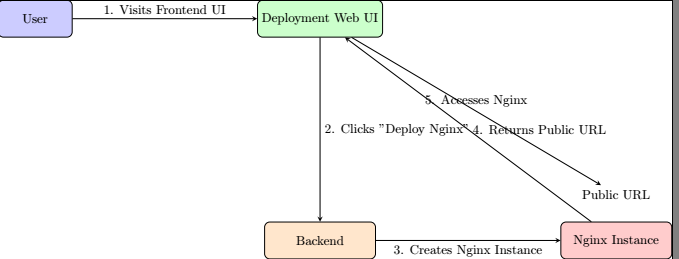 1. Visits Frontend UI
User
Deployment Web UI
5. Accesses Nginx
2. Clicks "Deploy Nginx"
4. Returns Public URL
Public URL
Backend
Nginx Instance
3. Creates Nginx Instance